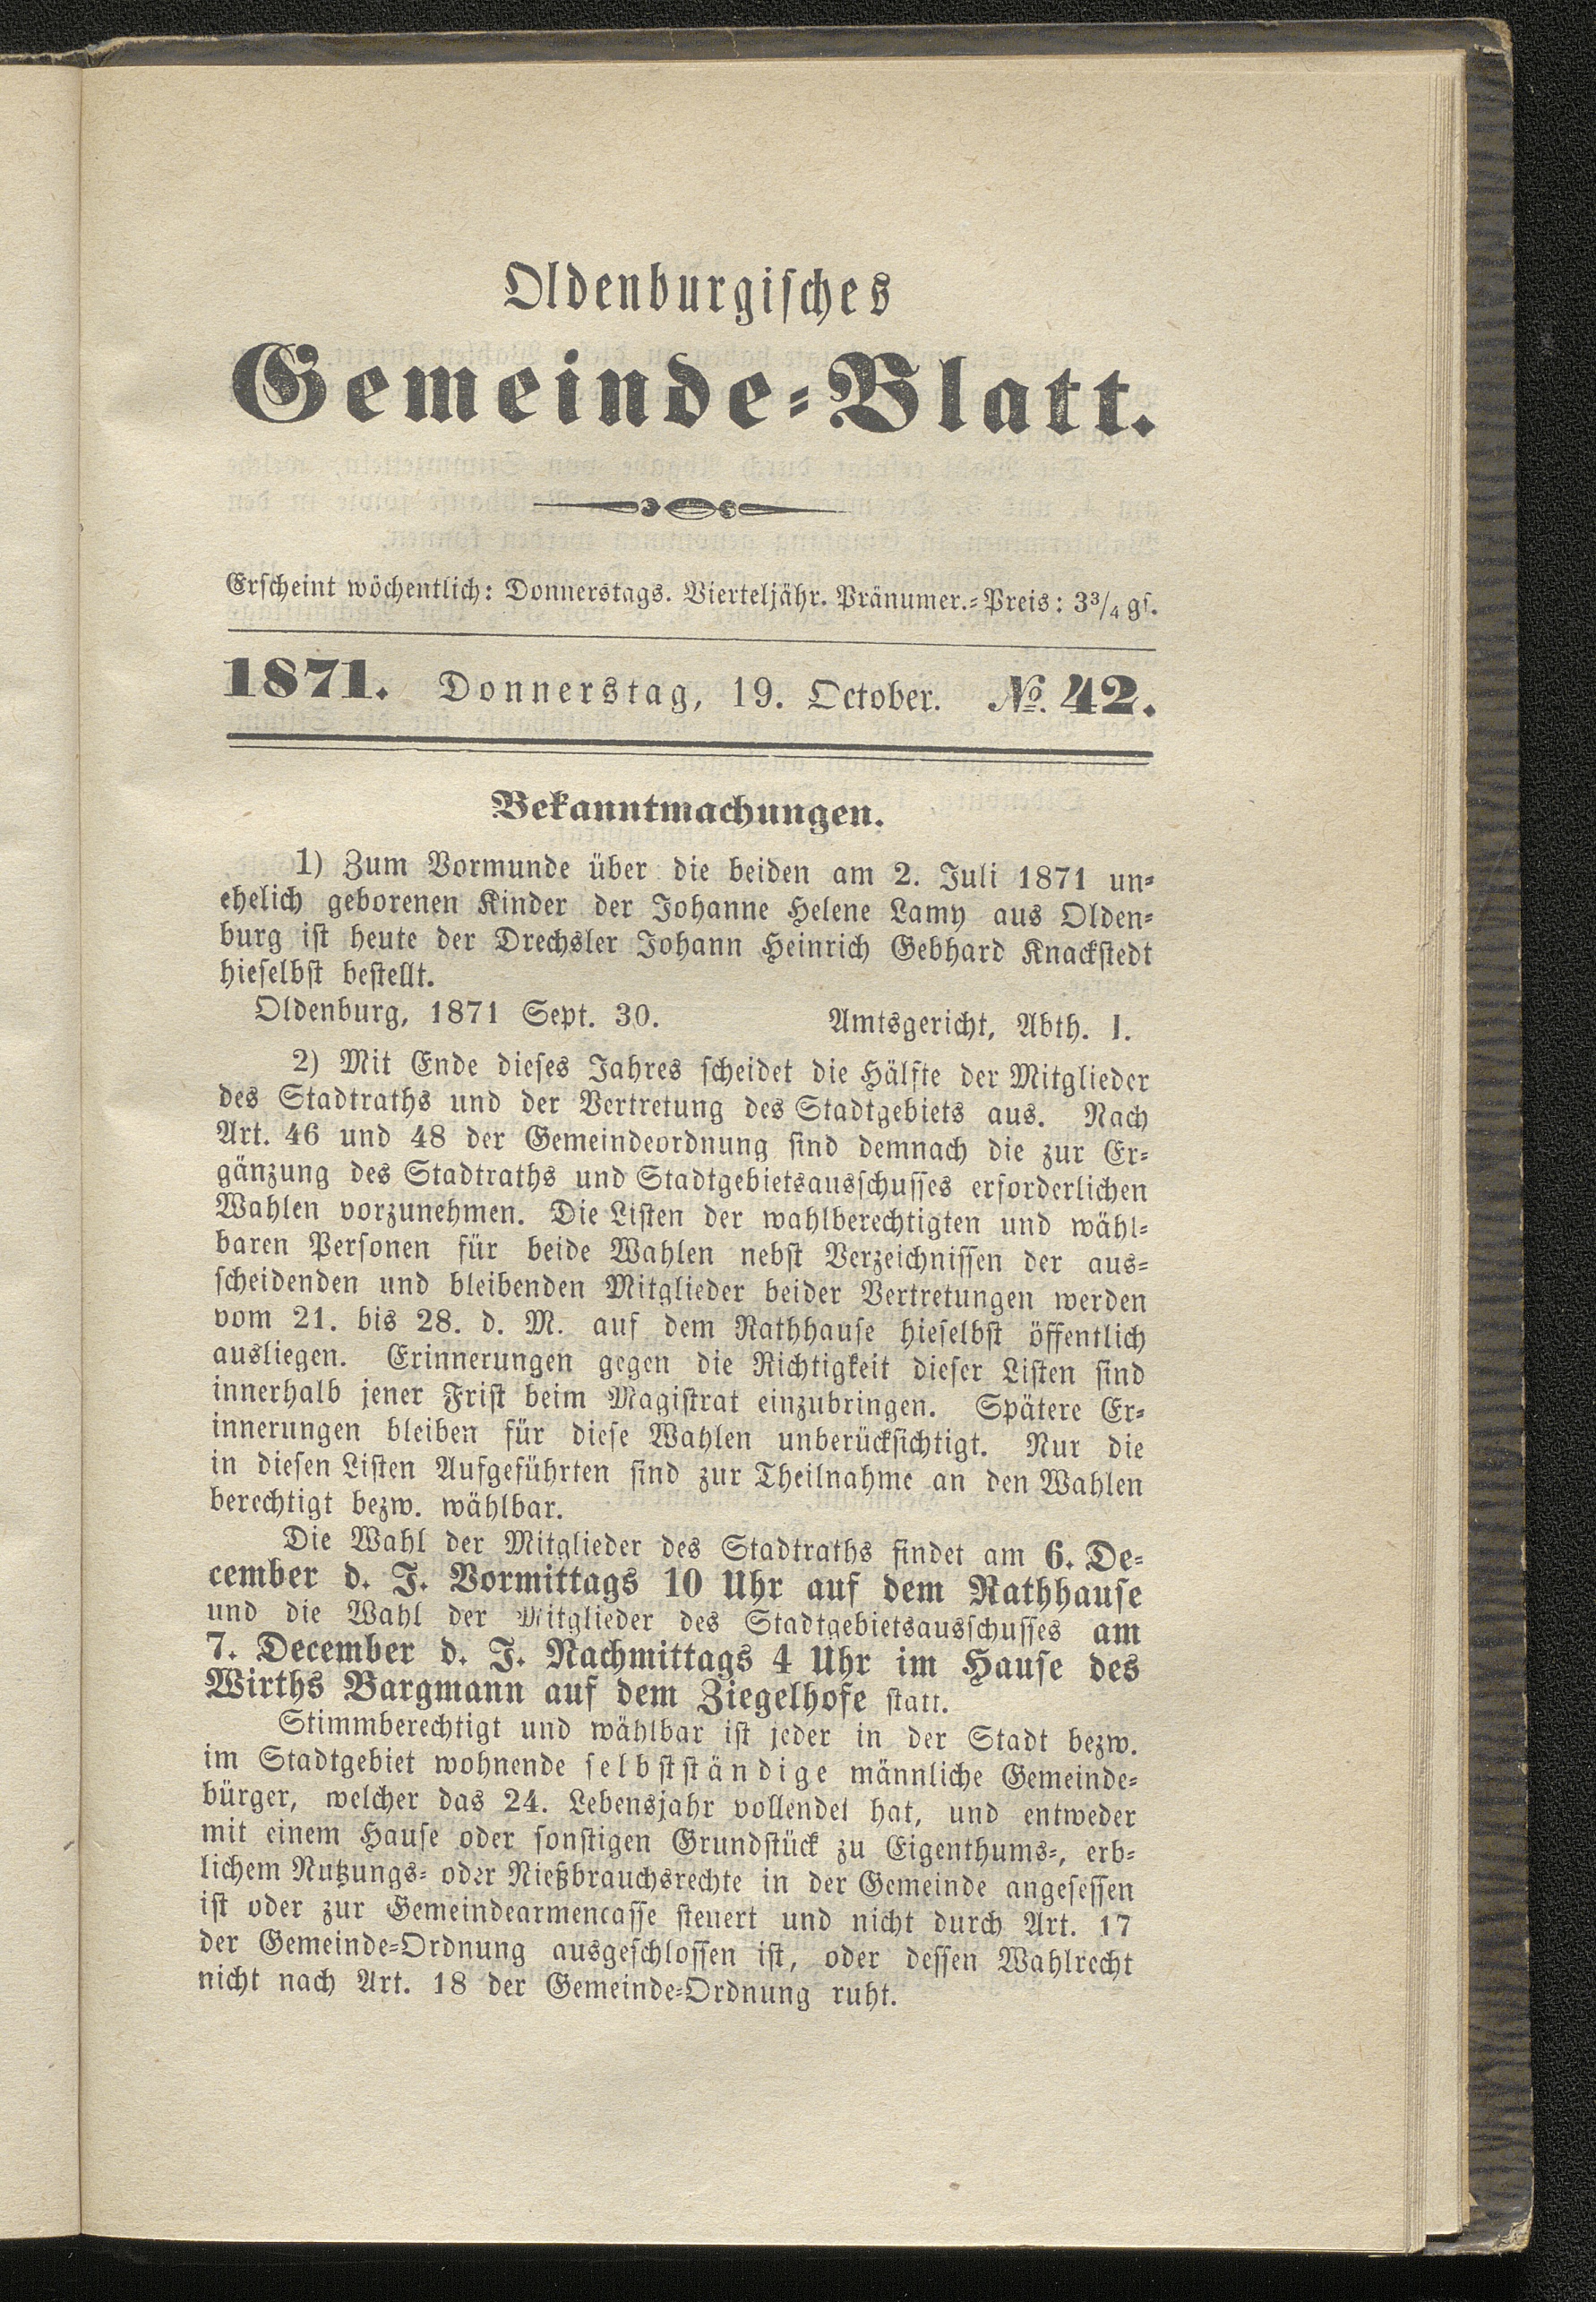 Oldenburgisches
Gemeinde-Blatt.
Erscheint wöchentlich: Donnerstags. Vierteljähr. Pränumer.-Preis: 3¾ gs.
1871. Donnerstag, 19. October. № 42.
Bekanntmachungen.
1) Zum Vormunde über die beiden am 2. Juli 1871 un-
ehelich geborenen Kinder der Johanne Helene Lamy aus Olden-
burg ist heute der Drechsler Johann Heinrich Gebhard Knackstedt
hieselbst bestellt.
Oldenburg, 1871 Sept. 30. Amtsgericht, Abth. I.
2) Mit Ende dieses Jahres scheidet die Hälfte der Mitglieder
des Stadtraths und der Vertretung des Stadtgebiets aus. Nach
Art. 46 und 48 der Gemeindeordnung sind demnach die zur Er-
gänzung des Stadtraths und Stadtgebietsausschusses erforderlichen
Wahlen vorzunehmen. Die Listen der wahlberechtigten und wähl-
baren Personen für beide Wahlen nebst Verzeichnissen der aus-
scheidenden und bleibenden Mitglieder beider Vertretungen werden
vom 21. bis 28. d. M. auf dem Rathhause hieselbst öffentlich
ausliegen. Erinnerungen gegen die Richtigkeit dieser Listen sind
innerhalb jener Frist beim Magistrat einzubringen. Spätere Er-
innerungen bleiben für diese Wahlen unberücksichtigt. Nur die
in diesen Listen Aufgeführten sind zur Theilnahme an den Wahlen
berechtigt bezw. wählbar.
Die Wahl der Mitglieder des Stadtraths findet am 6. De-
cember d. J. Vormittags 10 Uhr auf dem Rathhause
und die Wahl der Mitglieder des Stadtgebietsausschusses am
7. December d. J. Nachmittags 4 Uhr im Hause des
Wirths Bargmann auf dem Ziegelhofe statt.
Stimmberechtigt und wählbar ist jeder in der Stadt bezw.
im Stadtgebiet wohnende selbstständige männliche Gemeinde-
bürger, welcher das 24. Lebensjahr vollendet hat, und entweder
mit einem Hause oder sonstigen Grundstück zu Eigenthums-, erb-
lichem Nutzungs- oder Nießbrauchsrechte in der Gemeinde angesessen
ist oder zur Gemeindearmencasse steuert und nicht durch Art. 17
der Gemeinde-Ordnung ausgeschlossen ist, oder dessen Wahlrecht
nicht nach Art. 18 der Gemeinde-Ordnung ruht.